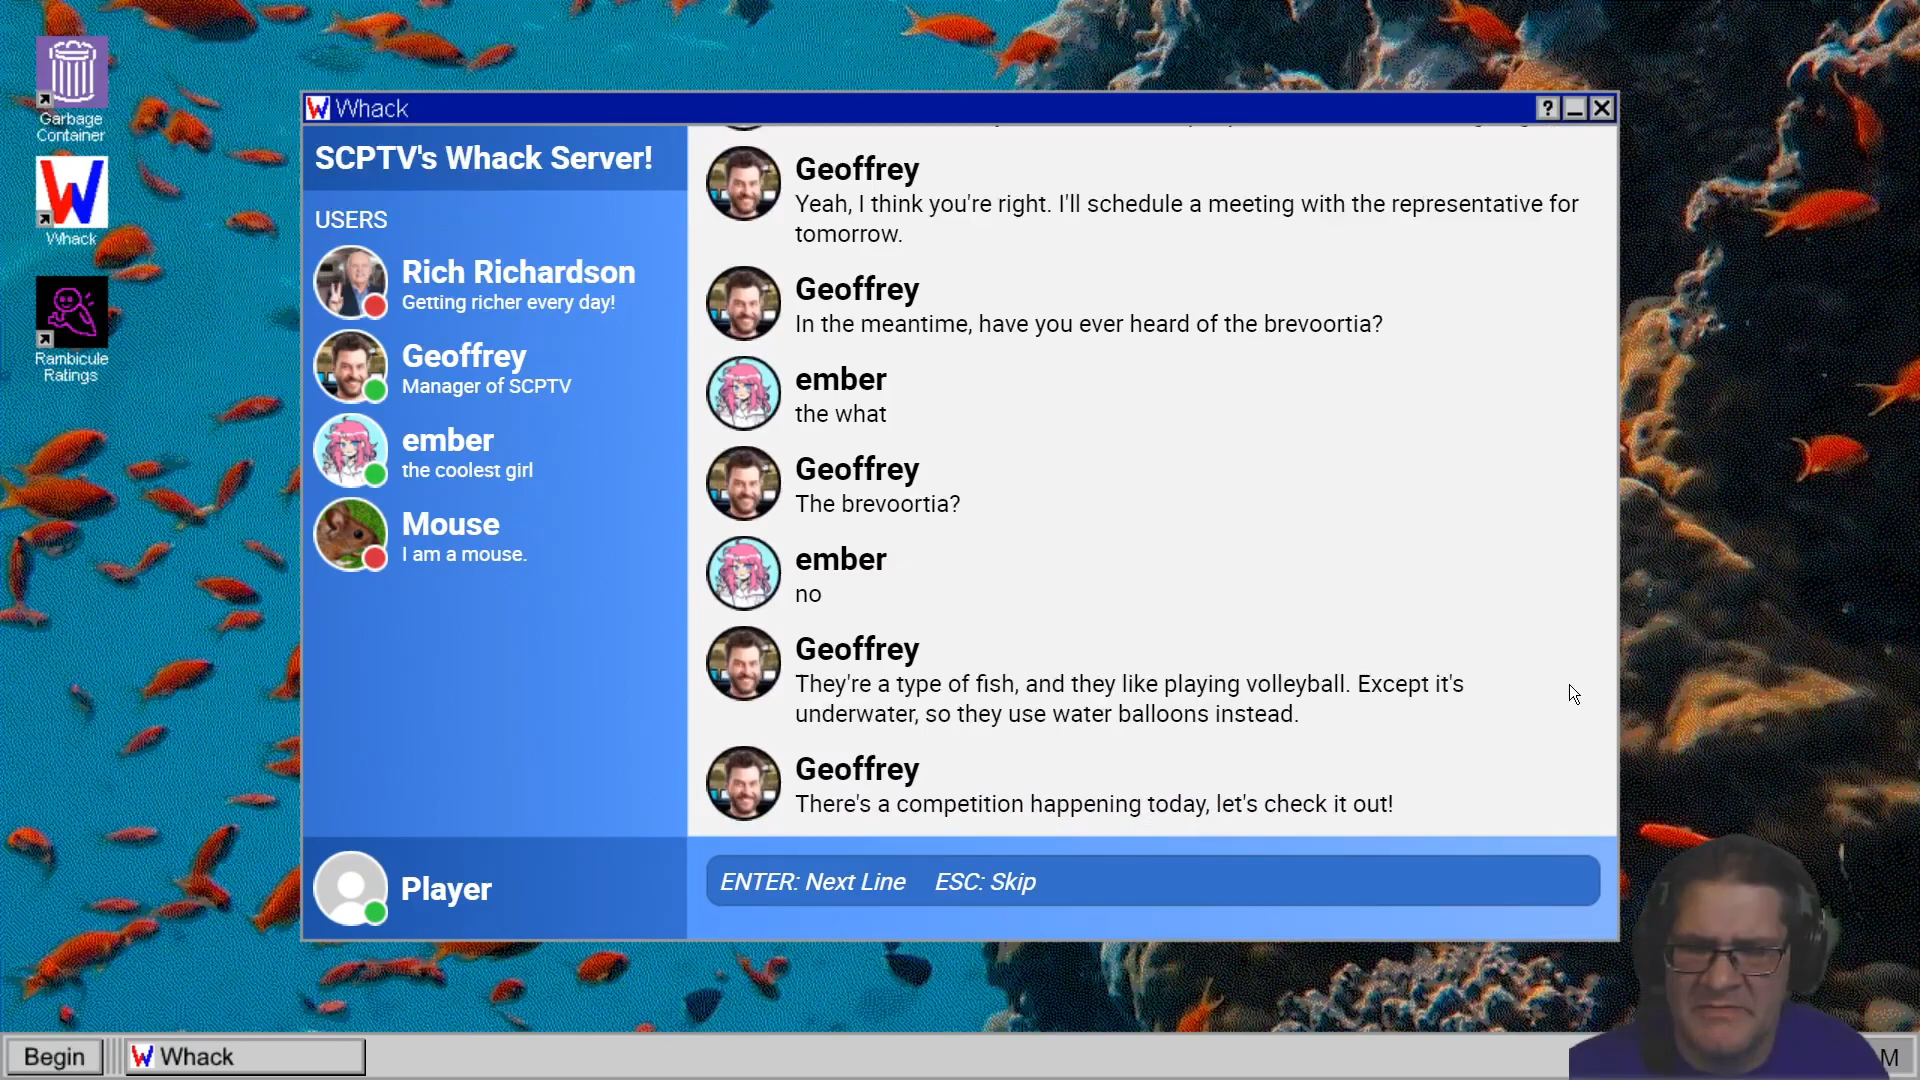 Garbage
Container
Whack
Rambicule
Ratings
W Whack
SCPTV's Whack Server!
USERS
Rich Richardson
Getting richer every day!
Geoffrey
Manager of SCPTV
ember
the coolest girl
Mouse
I am a mouse.
Player
Geoffrey
Yeah, I think you're right. I'll schedule a meeting with the representative for
tomorrow.
Geoffrey
In the meantime, have you ever heard of the brevoortia?
ember
the what
Geoffrey
The brevoortia?
ember
no
Geoffrey
They're a type of fish, and they like playing volleyball. Except it's
underwater, so they use water balloons instead.
Geoffrey
There's a competition happening today, let's check it out!
ENTER: Next Line ESC: Skip
Begin
W Whack
M